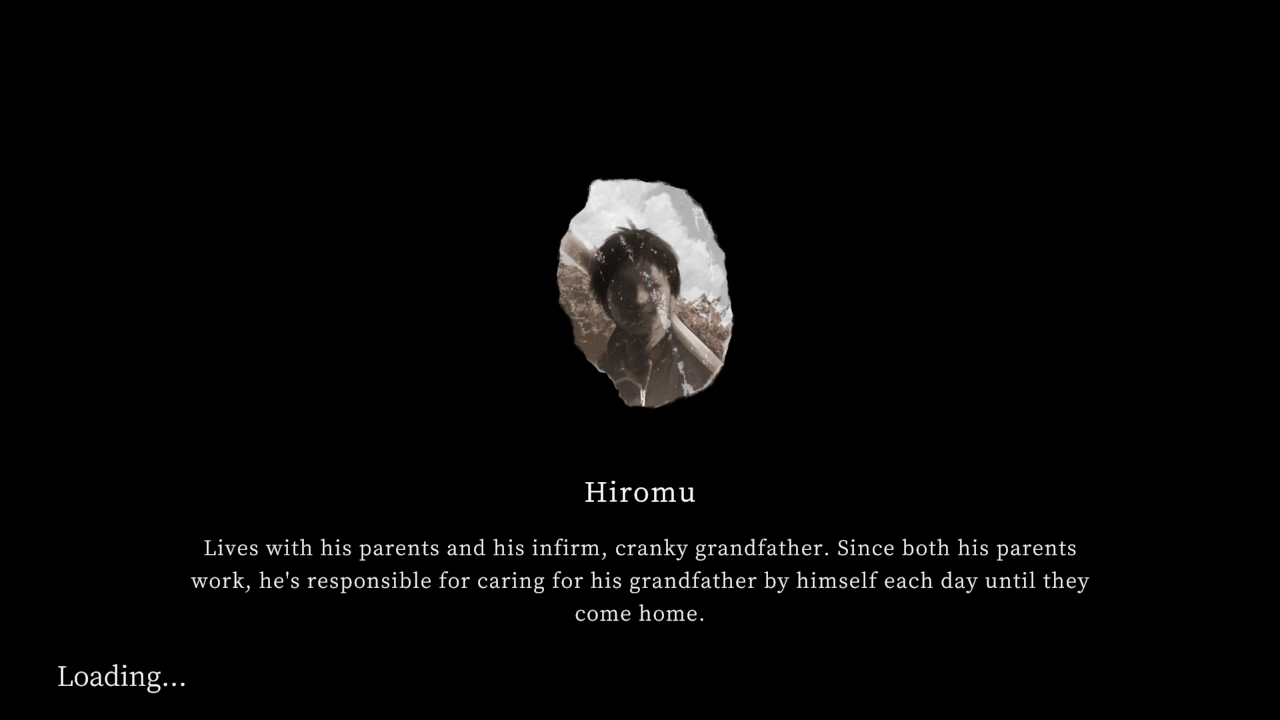 Hiromu
Lives with his parents and his infirm, cranky grandfather. Since both his parents
work, he's responsible for caring for his grandfather by himself each day until they
come home.
Loading...